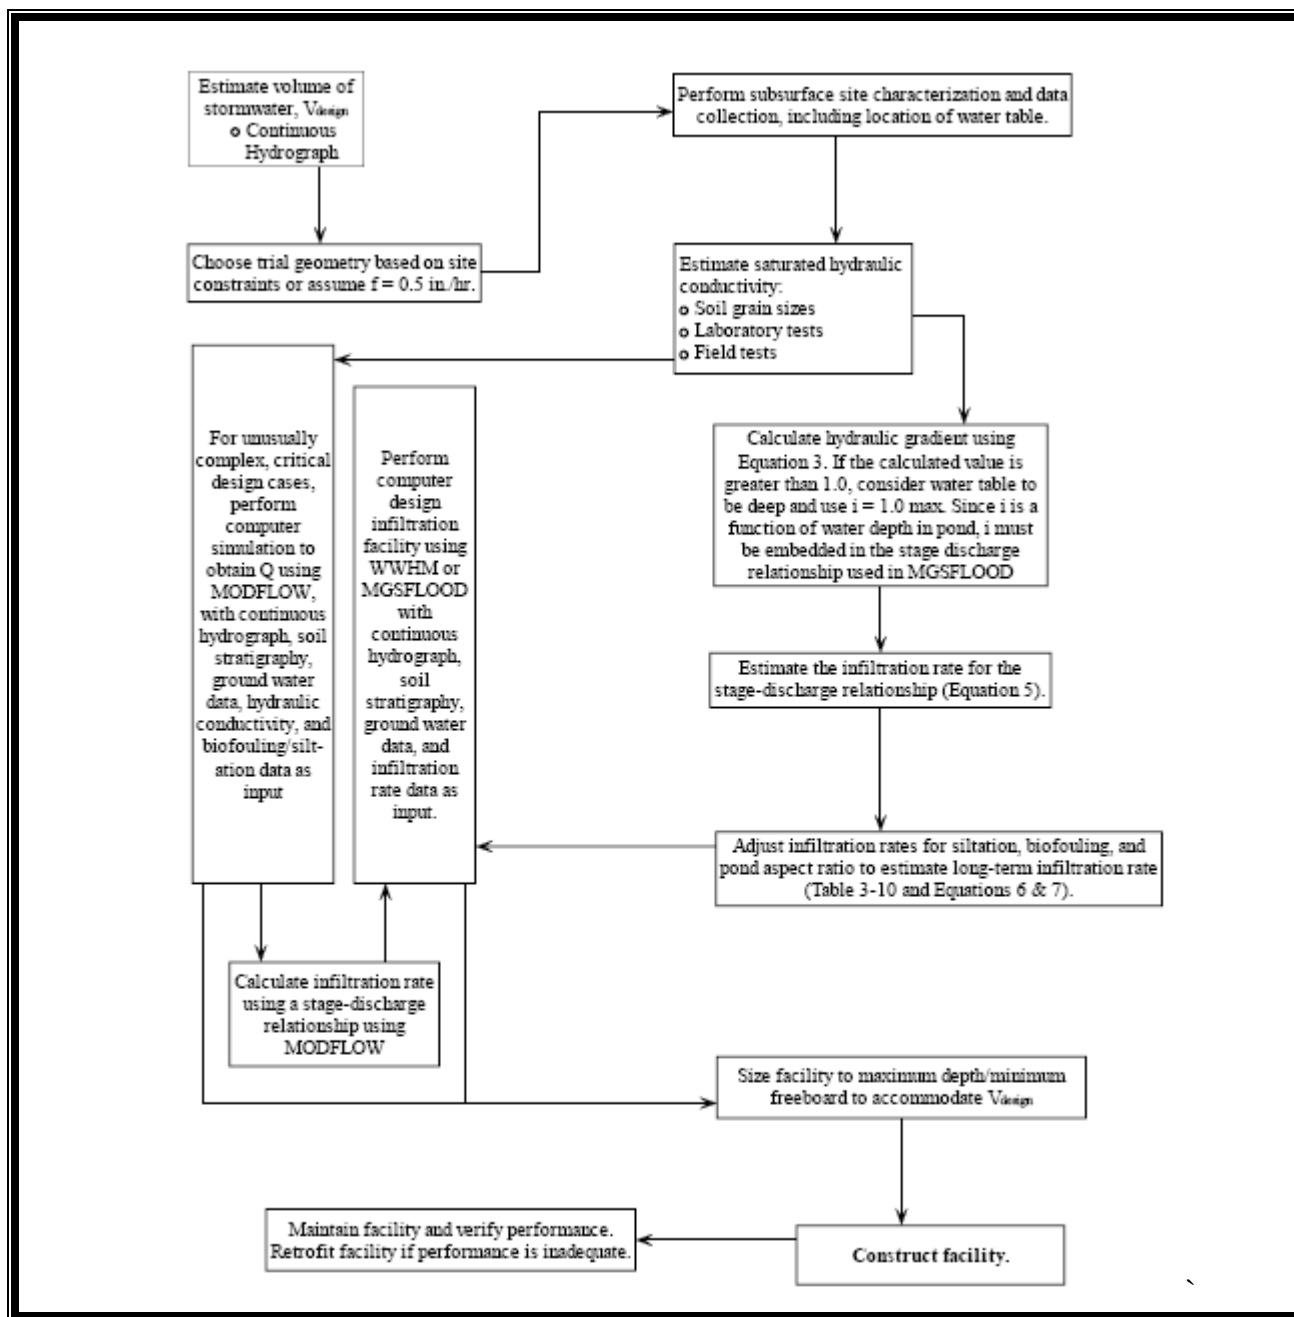 Estimate volume of
stormwater, Vdesign
o Continuous
Hydrograph
Perform subsurface site characterization and data
collection, including location of water table.
Choose trial geometry based on site
constraints or assume f = 0.5 in./hr.
Estimate saturated hydraulic
conductivity:
o Soil grain sizes
o Laboratory tests
o Field tests
For unusually
complex, critical
design cases,
perform
computer
simulation to
obtain Q using
MODFLOW,
with continuous
hydrograph, soil
stratigraphy,
ground water
data, hydraulic
conductivity, and
biofouling/silt-
ation data as
input
Perform
computer
design
infiltration
facility using
WWHM or
MGSFLOOD
with
continuous
hydrograph,
soil
stratigraphy,
ground water
data, and
infiltration
rate data as
input.
Calculate hydraulic gradient using
Equation 3. If the calculated value is
greater than 1.0, consider water table to
be deep and use i = 1.0 max. Since i is a
function of water depth in pond, i must
be embedded in the stage discharge
relationship used in MGSFLOOD
Estimate the infiltration rate for the
stage-discharge relationship (Equation 5).
Adjust infiltration rates for siltation, biofouling, and
pond aspect ratio to estimate long-term infiltration rate
(Table 3-10 and Equations 6 & 7).
Calculate infiltration rate
using a stage-discharge
relationship using
MODFLOW
Size facility to maximum depth/minimum
freeboard to accommodate Vdesign
Maintain facility and verify performance.
Retrofit facility if performance is inadequate.
Construct facility.
`